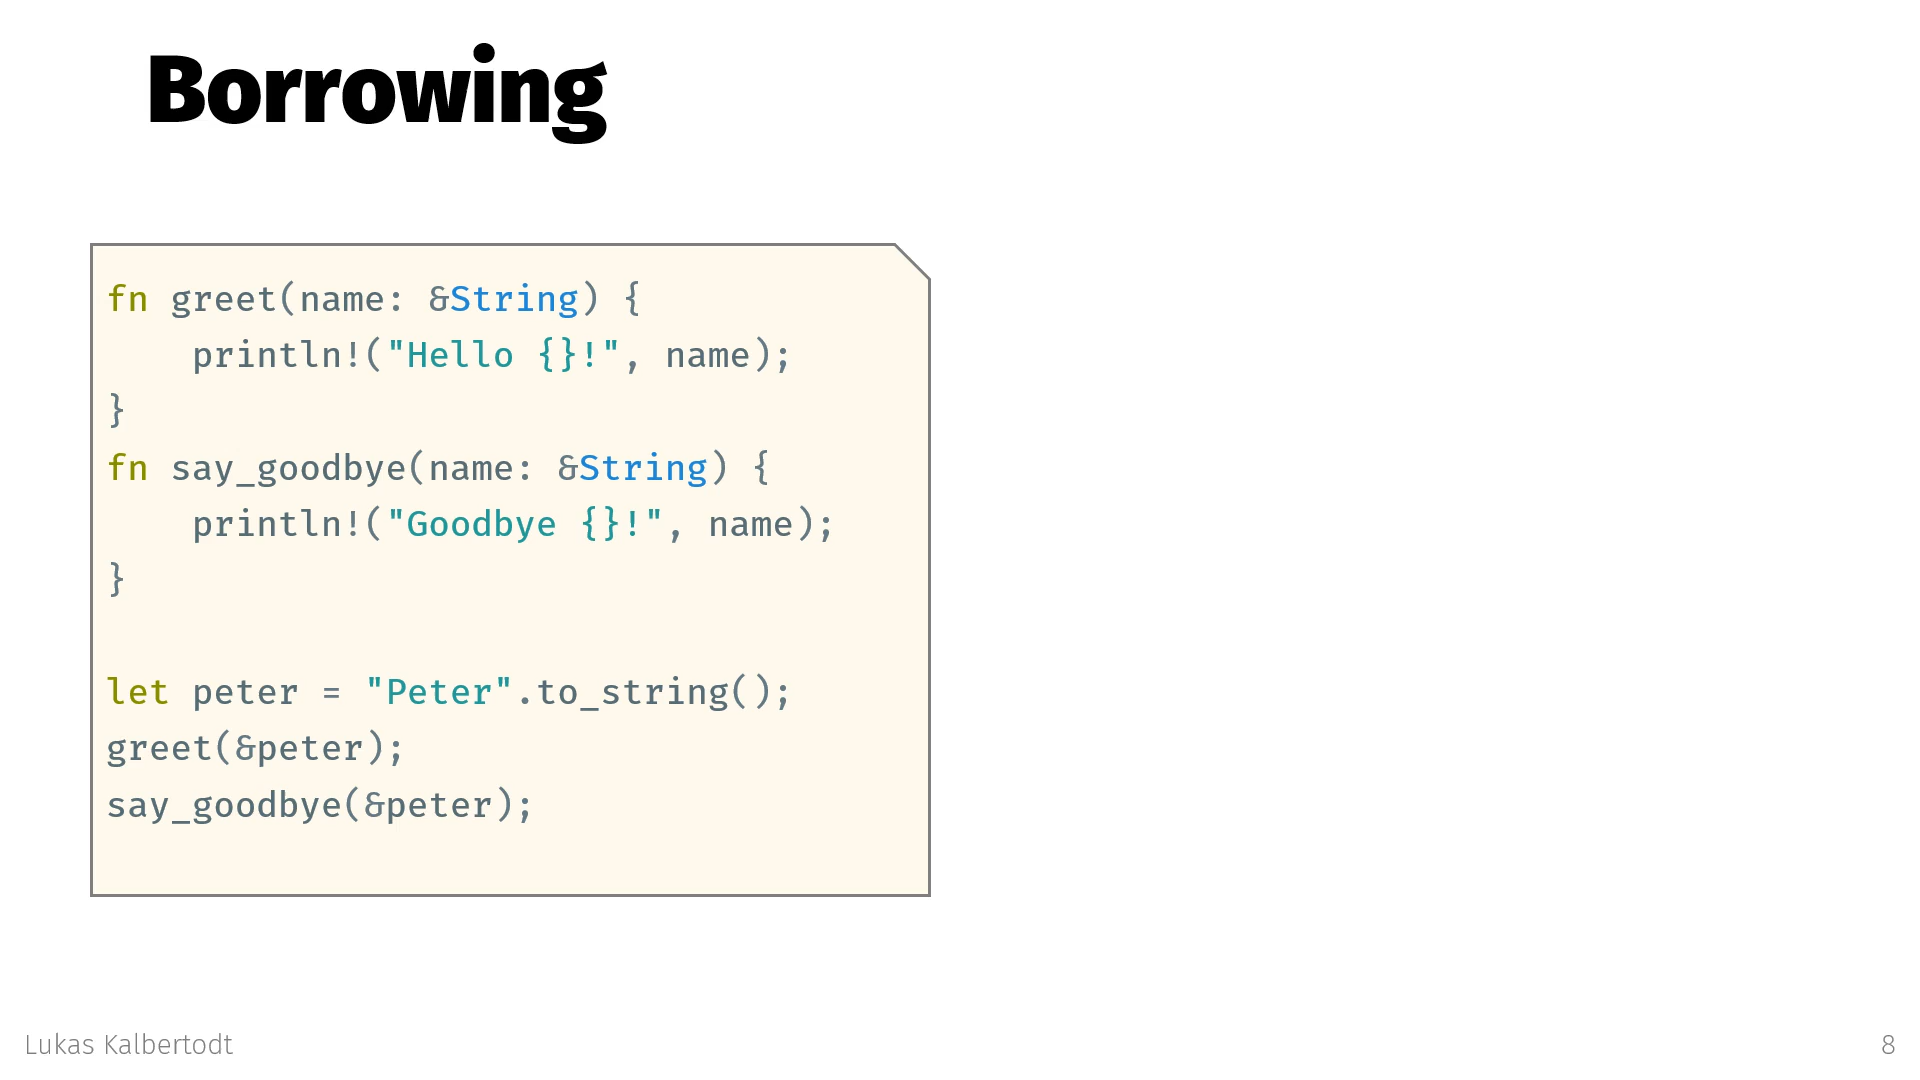 Borrowing
fn greet(name: &String) {
    println!("Hello {}!", name);
}
fn say_goodbye(name: &String) {
    println!("Goodbye {}!", name);
}

let peter = "Peter".to_string();
greet(&peter);
say_goodbye(&peter);
Lukas Kalbertodt
8